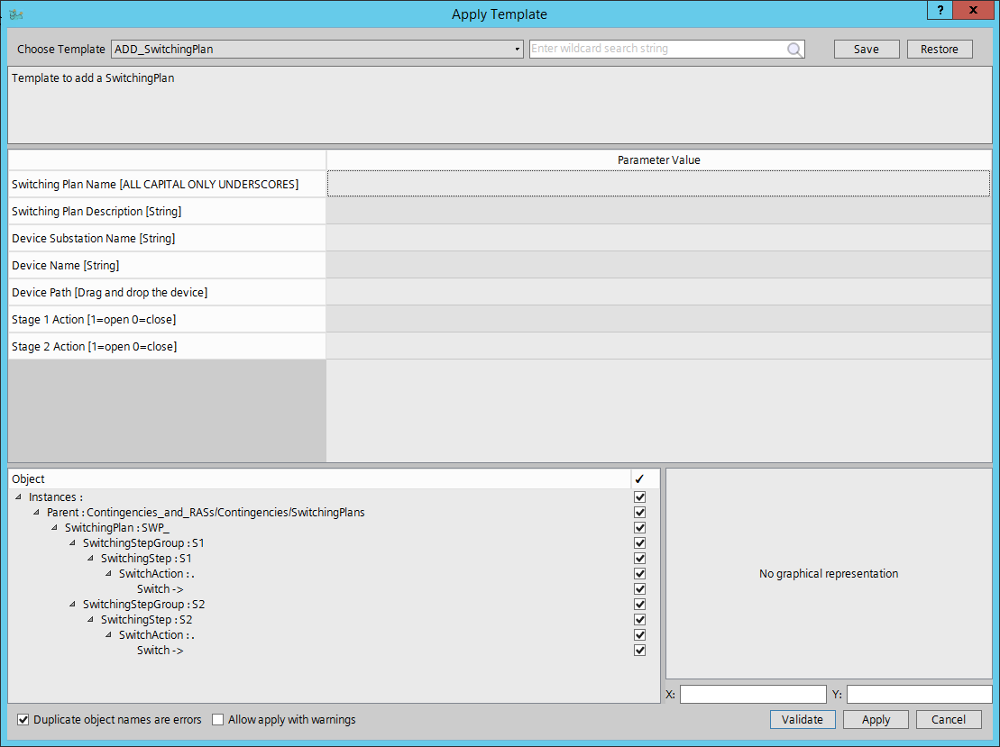 Apply Template
?
x
Choose Template ADD_SwitchingPlan Enter wildcard search string Save Restore
Template to add a SwitchingPlan
Parameter Value
Switching Plan Name [ALL CAPITAL ONLY UNDERSCORES]
Switching Plan Description [String]
Device Substation Name [String]
Device Name [String]
Device Path [Drag and drop the device]
Stage 1 Action [1=open 0=close]
Stage 2 Action [1=open 0=close]
Object
Instances :
Parent : Contingencies_and_RASs/Contingencies/SwitchingPlans
SwitchingPlan : SWP_
SwitchingStepGroup : S1
SwitchingStep : S1
SwitchAction : .
Switch ->
SwitchingStepGroup : S2
SwitchingStep : S2
SwitchAction : .
Switch ->
No graphical representation
X: Y:
Duplicate object names are errors Allow apply with warnings Validate Apply Cancel